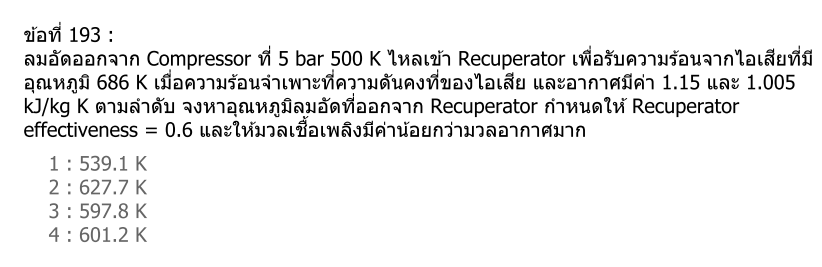 ข้อที่ 193 :
ลมอัดออกจาก Compressor ที่ 5 bar 500 K ไหลเข้า Recuperator เพื่อรับความร้อนจากไอเสียที่มี
อุณหภูมิ 686 K เมื่อความร้อนจำเพาะที่ความดันคงที่ของไอเสีย และอากาศมีค่า 1.15 และ 1.005
kJ/kg K ตามลำดับ จงหาอุณหภูมิลมอัดที่ออกจาก Recuperator กำหนดให้ Recuperator
effectiveness = 0.6 และให้มวลเชื้อเพลิงมีค่าน้อยกว่ามวลอากาศมาก
1 : 539.1 K
2 : 627.7 K
3 : 597.8 K
4 : 601.2 K